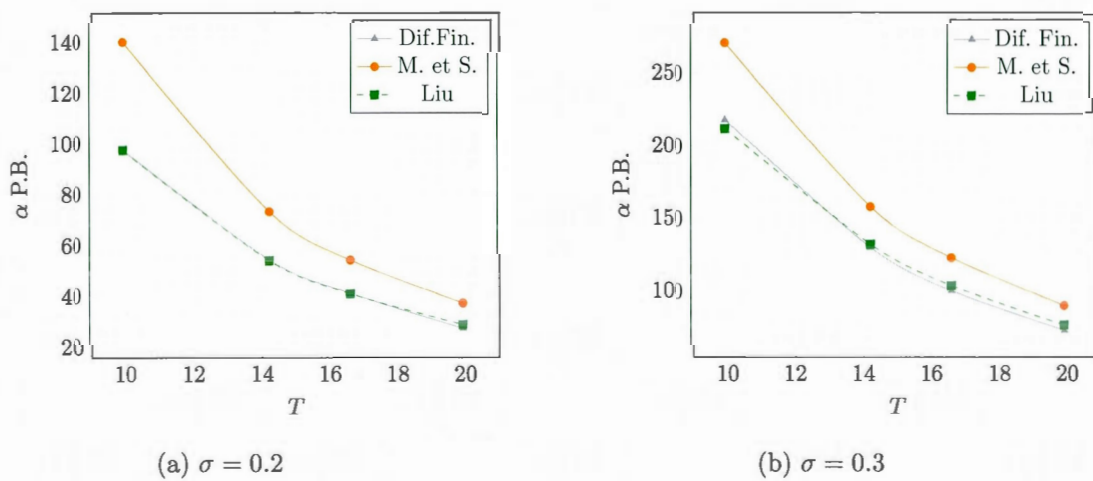 140
120
100
80
60
40
20
α P.B.
10 12 14 16 18 20
T
Dif.Fin.
M. et S.
Liu
(a) σ = 0.2
250
200
150
100
α P.B.
10 12 14 16 18 20
T
Dif. Fin.
M. et S.
Liu
(b) σ = 0.3